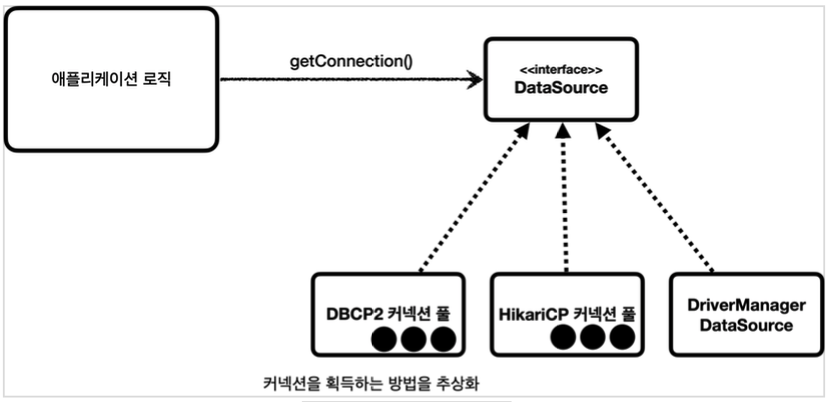 애플리케이션 로직
getConnection()
<<interface>>
DataSource
DBCP2 커넥션 풀
HikariCP 커넥션 풀
DriverManager
DataSource
커넥션을 획득하는 방법을 추상화